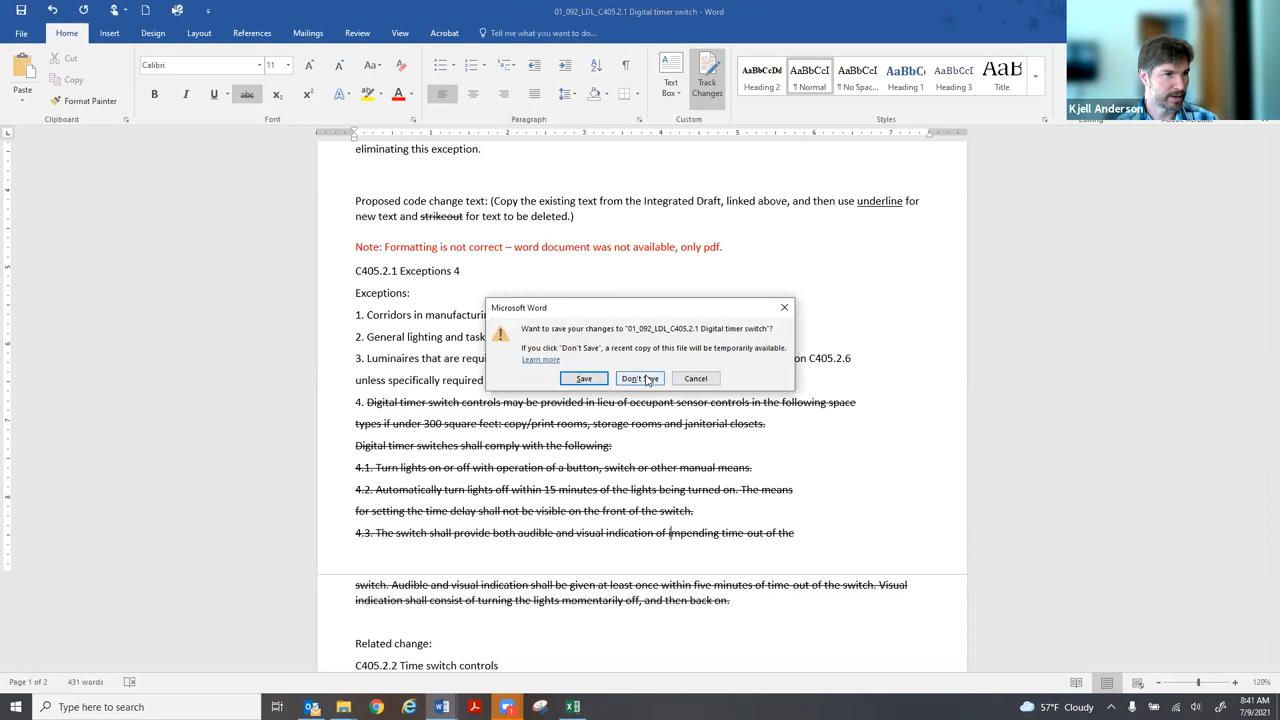 01_092_LDL_C405.2.1 Digital timer switch - Word
File Home Insert Design Layout References Mailings Review View Acrobat Tell me what you want to do...
Paste
Cut
Copy
Format Painter
Calibri 11
Aa
B I U abc X₂ X² A
Text Box
Track Changes
AaBbCcDd AaBbCcI AaBbCcI AaBbC AaBbCcI AaB
Heading 2 ¶ Normal ¶ No Spac... Heading 1 Heading 3 Title
Clipboard Font Paragraph Custom Styles
Kjell Anderson
eliminating this exception.
Proposed code change text: (Copy the existing text from the Integrated Draft, linked above, and then use underline for
new text and strikeout for text to be deleted.)
Note: Formatting is not correct – word document was not available, only pdf.
C405.2.1 Exceptions 4
Exceptions:
1. Corridors in manufacturin
2. General lighting and task
3. Luminaires that are requi on C405.2.6
unless specifically required
Microsoft Word
Want to save your changes to "01_092_LDL_C405.2.1 Digital timer switch"?
If you click "Don't Save", a recent copy of this file will be temporarily available.
Learn more
Save Don't Save Cancel
4. Digital timer switch controls may be provided in lieu of occupant sensor controls in the following space
types if under 300 square feet: copy/print rooms, storage rooms and janitorial closets.
Digital timer switches shall comply with the following:
4.1. Turn lights on or off with operation of a button, switch or other manual means.
4.2. Automatically turn lights off within 15 minutes of the lights being turned on. The means
for setting the time delay shall not be visible on the front of the switch.
4.3. The switch shall provide both audible and visual indication of impending time-out of the
switch. Audible and visual indication shall be given at least once within five minutes of time-out of the switch. Visual
indication shall consist of turning the lights momentarily off, and then back on.
Related change:
C405.2.2 Time switch controls
Page 1 of 2 431 words 120%
Type here to search
57°F Cloudy
8:41 AM
7/9/2021